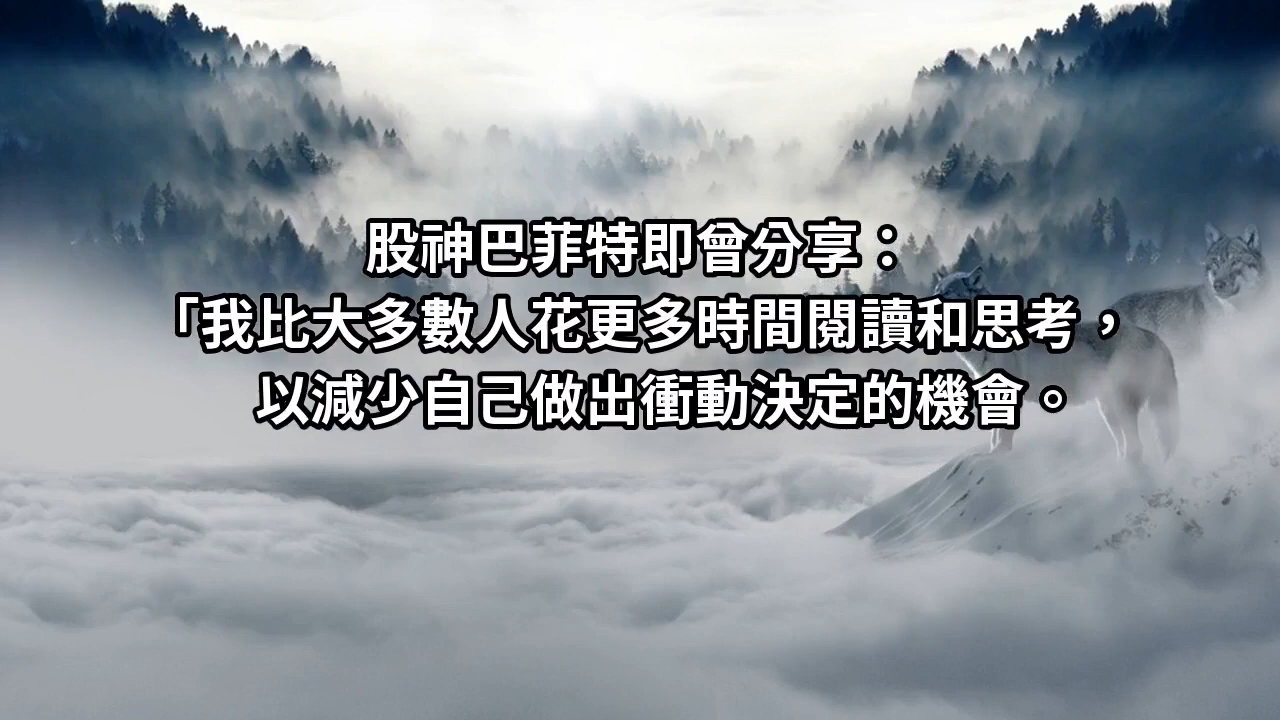 股神巴菲特即曾分享：
「我比大多數人花更多時間閱讀和思考，
以減少自己做出衝動決定的機會。